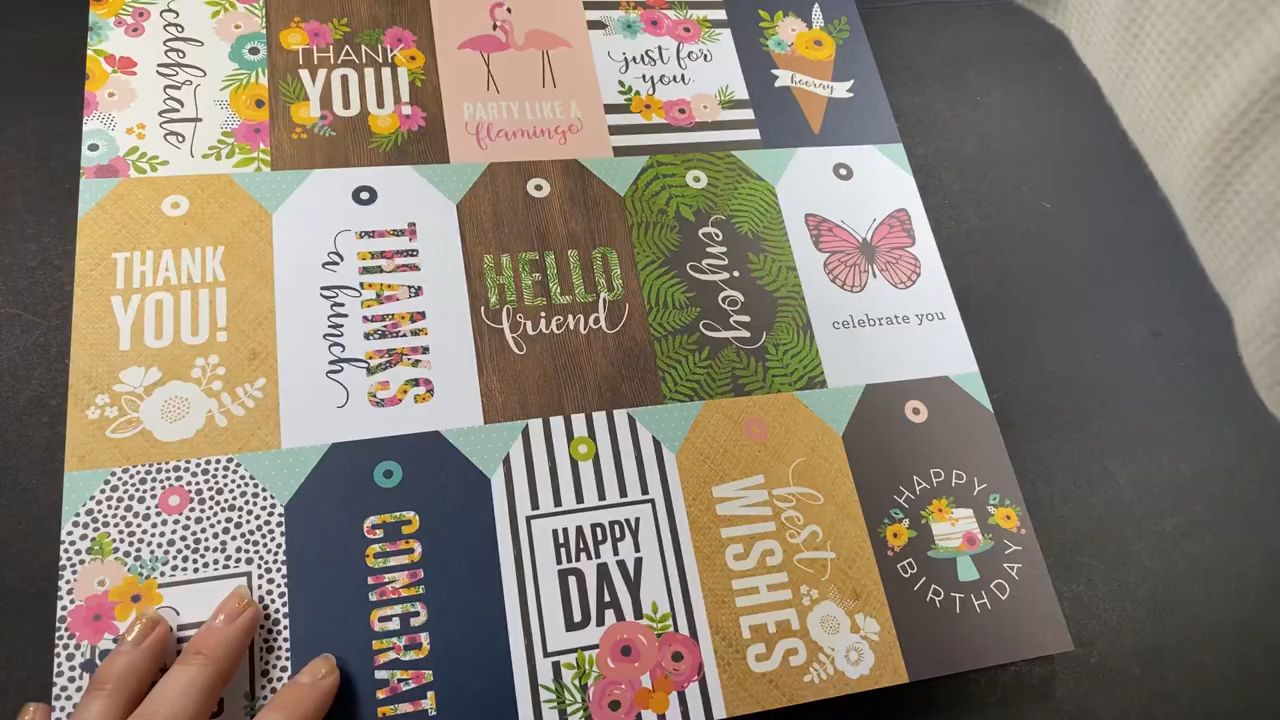 celebrate
THANK
YOU!
PARTY LIKE A
flamingo
just for
you.
hooray
THANK
YOU!
THANKS
a bunch
HELLO
friend
enjoy
celebrate you
CONGRAT
HAPPY
DAY
best
WISHES
HAPPY
BIRTHDAY